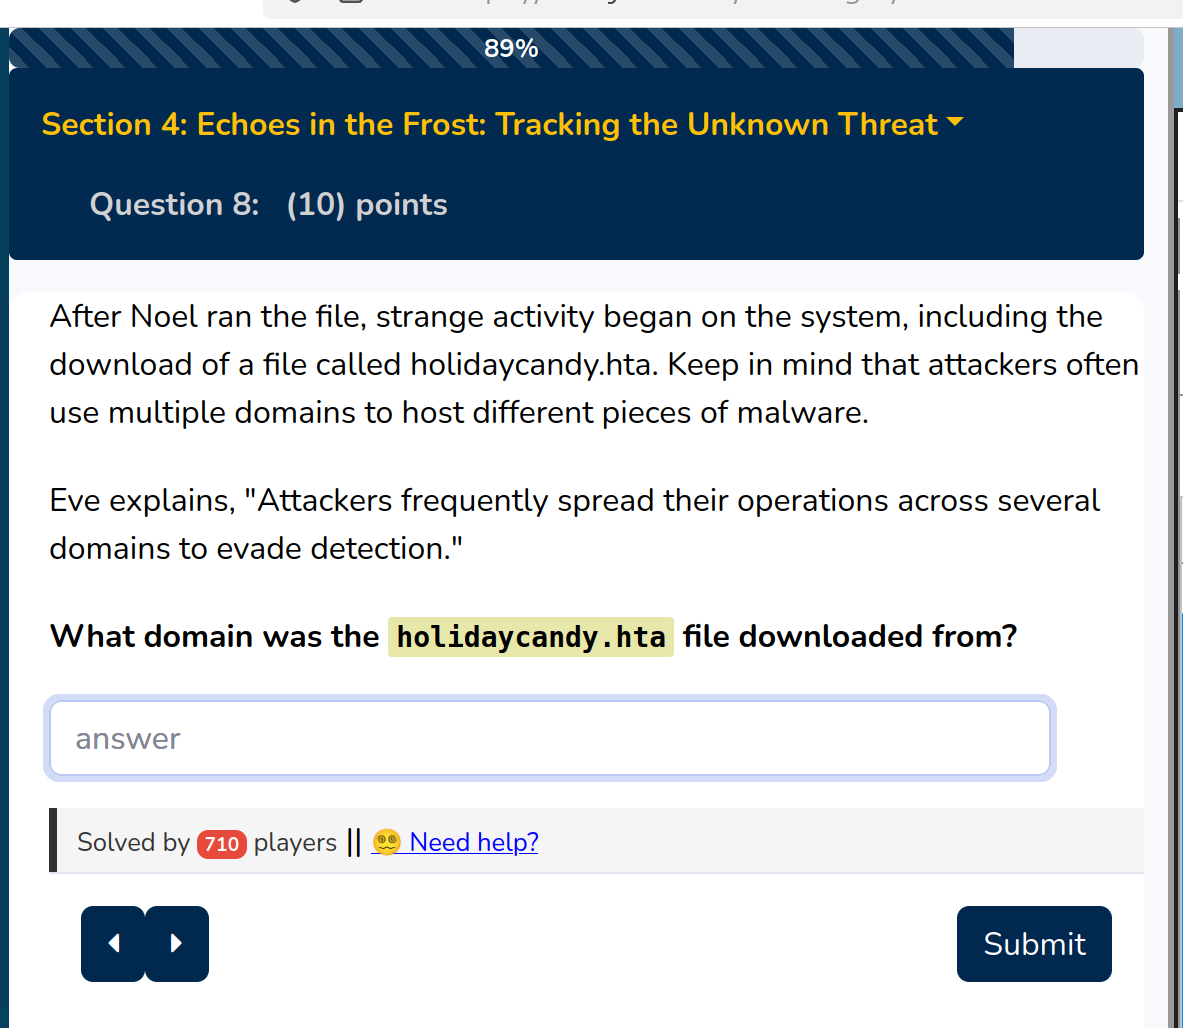 89%
Section 4: Echoes in the Frost: Tracking the Unknown Threat
Question 8: (10) points
After Noel ran the file, strange activity began on the system, including the
download of a file called holidaycandy.hta. Keep in mind that attackers often
use multiple domains to host different pieces of malware.
Eve explains, "Attackers frequently spread their operations across several
domains to evade detection."
What domain was the holidaycandy.hta file downloaded from?
answer
Solved by 710 players || 😵‍💫 Need help?
Submit